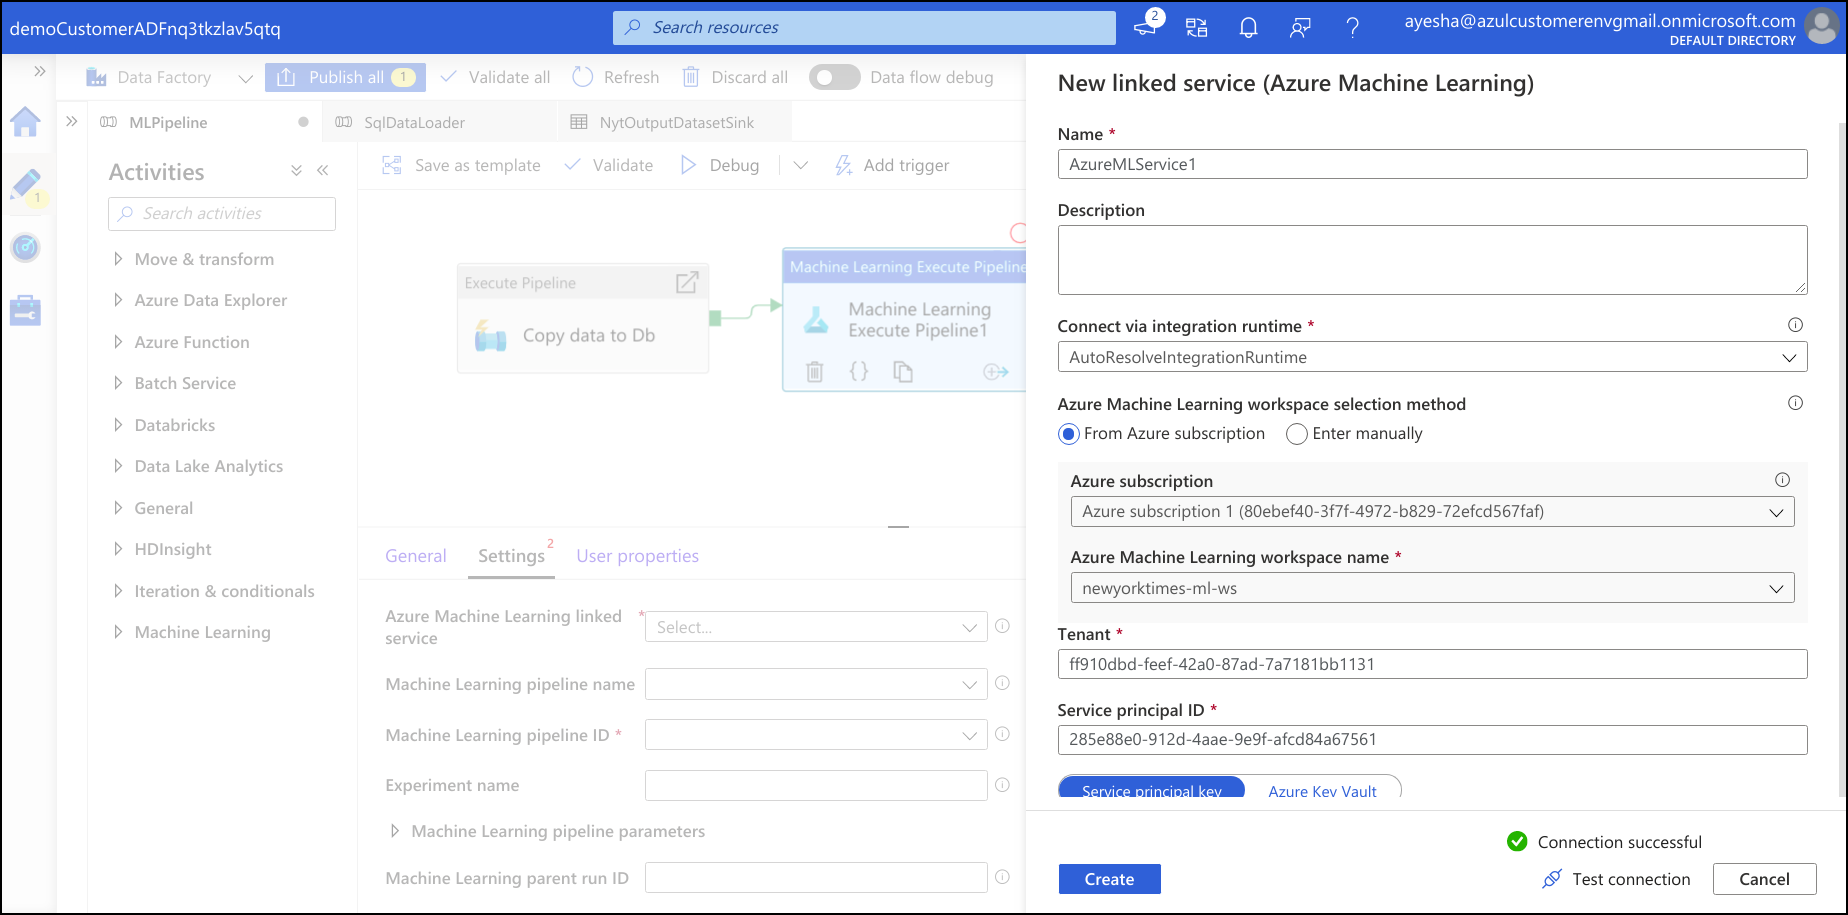 demoCustomerADFnq3tkzlav5qtq
Search resources
2
ayesha@azulcustomerenvgmail.onmicrosoft.com
DEFAULT DIRECTORY
Data Factory
Publish all 1
Validate all
Refresh
Discard all
Data flow debug
MLPipeline
SqlDataLoader
NytOutputDatasetSink
1
Activities
Search activities
Move & transform
Azure Data Explorer
Azure Function
Batch Service
Databricks
Data Lake Analytics
General
HDInsight
Iteration & conditionals
Machine Learning
Save as template
Validate
Debug
Add trigger
Execute Pipeline
Copy data to Db
Machine Learning Execute Pipeline
Machine Learning
Execute Pipeline1
{}
General
Settings 2
User properties
Azure Machine Learning linked
service *
Select...
Machine Learning pipeline name
Machine Learning pipeline ID *
Experiment name
Machine Learning pipeline parameters
Machine Learning parent run ID
New linked service (Azure Machine Learning)
Name *
AzureMLService1
Description
Connect via integration runtime *
AutoResolveIntegrationRuntime
Azure Machine Learning workspace selection method
From Azure subscription
Enter manually
Azure subscription
Azure subscription 1 (80ebef40-3f7f-4972-b829-72efcd567faf)
Azure Machine Learning workspace name *
newyorktimes-ml-ws
Tenant *
ff910dbd-feef-42a0-87ad-7a7181bb1131
Service principal ID *
285e88e0-912d-4aae-9e9f-afcd84a67561
Service principal key
Azure Key Vault
Connection successful
Create
Test connection
Cancel